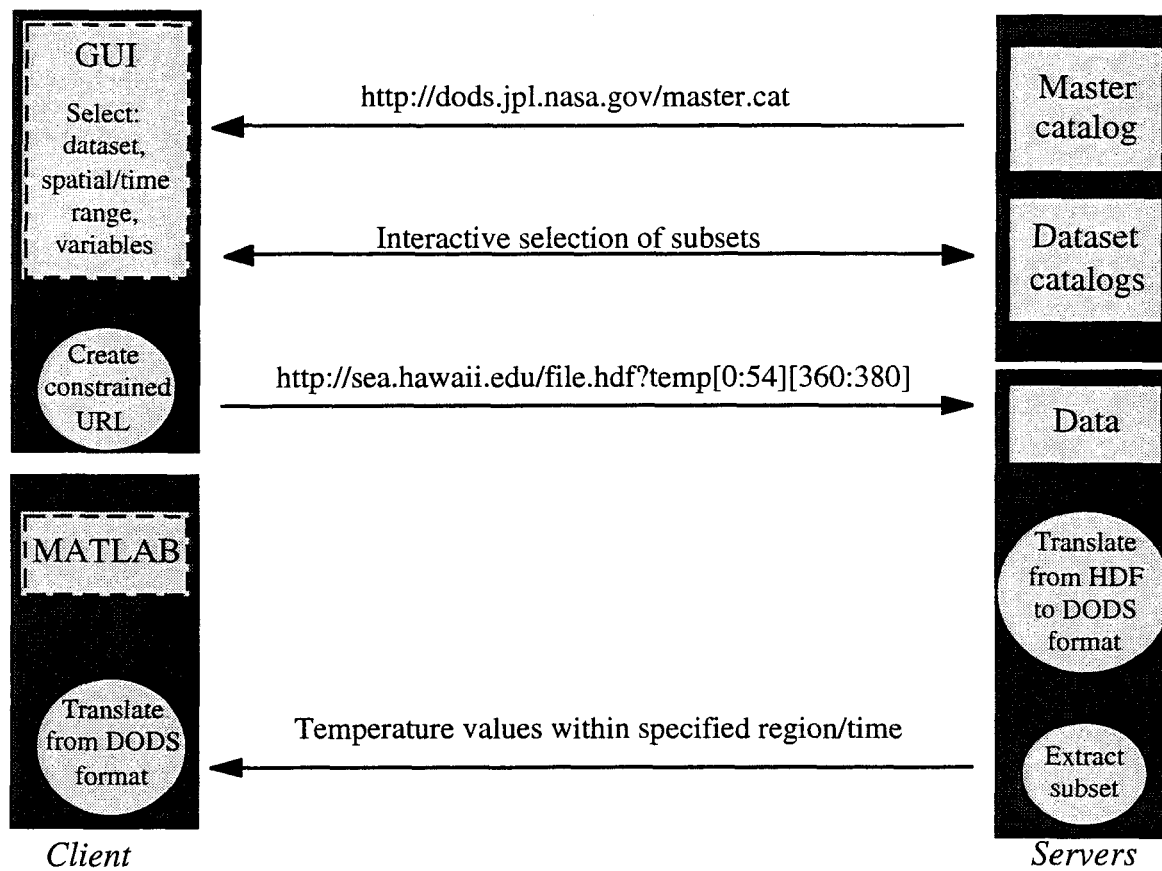 GUI
Select:
dataset,
spatial/time
range,
variables
http://dods.jpl.nasa.gov/master.cat
Master
catalog
Interactive selection of subsets
Dataset
catalogs
Create
constrained
URL
http://sea.hawaii.edu/file.hdf?temp[0:54][360:380]
Data
MATLAB
Translate
from HDF
to DODS
format
Translate
from DODS
format
Temperature values within specified region/time
Extract
subset
Client
Servers